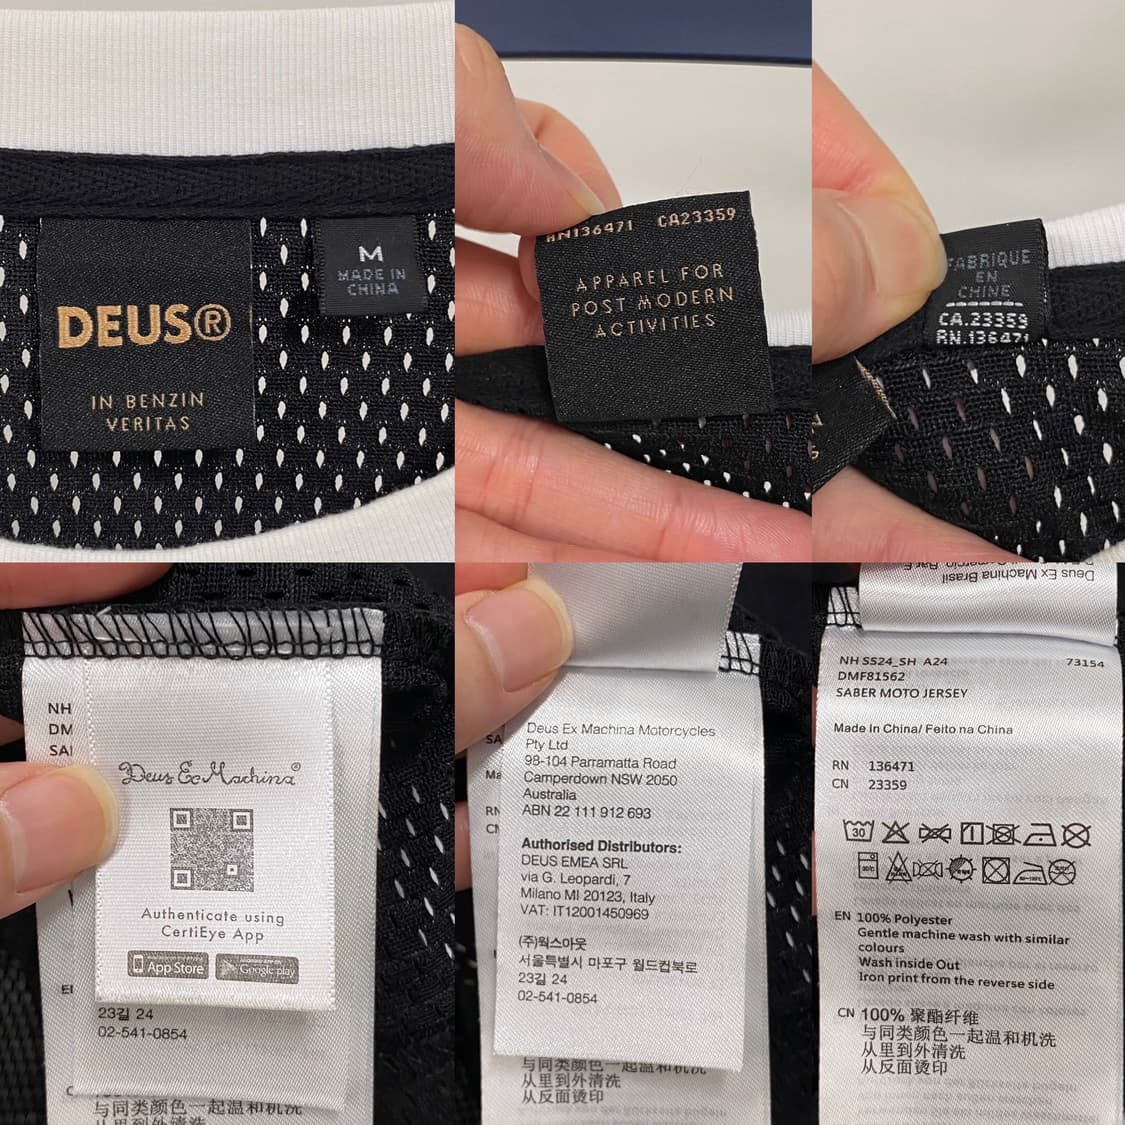 DEUS®
IN BENZIN
VERITAS
M
MADE IN
CHINA
RN136471 CA23359
APPAREL FOR
POST MODERN
ACTIVITIES
FABRIQUE
EN
CHINE
CA.23359
RN.136471
NH
DM
SA
Deus Ex Machina®
Authenticate using
CertiEye App
App Store
Google play
23길 24
02-541-0854
与同类颜色一起温和机洗
Deus Ex Machina Motorcycles
Pty Ltd
98-104 Parramatta Road
Camperdown NSW 2050
Australia
ABN 22 111 912 693
Authorised Distributors:
DEUS EMEA SRL
via G. Leopardi, 7
Milano MI 20123, Italy
VAT: IT12001450969
(주)웍스아웃
서울특별시 마포구 월드컵북로
23길 24
02-541-0854
与同类颜色一起温和机洗
从里到外清洗
从反面烫印
Deus Ex Machina Brasil
NH SS24_SH A24 73154
DMF81562
SABER MOTO JERSEY
Made in China/ Feito na China
RN 136471
CN 23359
30
EN 100% Polyester
Gentle machine wash with similar
colours
Wash inside Out
Iron print from the reverse side
CN 100% 聚酯纤维
与同类颜色一起温和机洗
从里到外清洗
从反面烫印